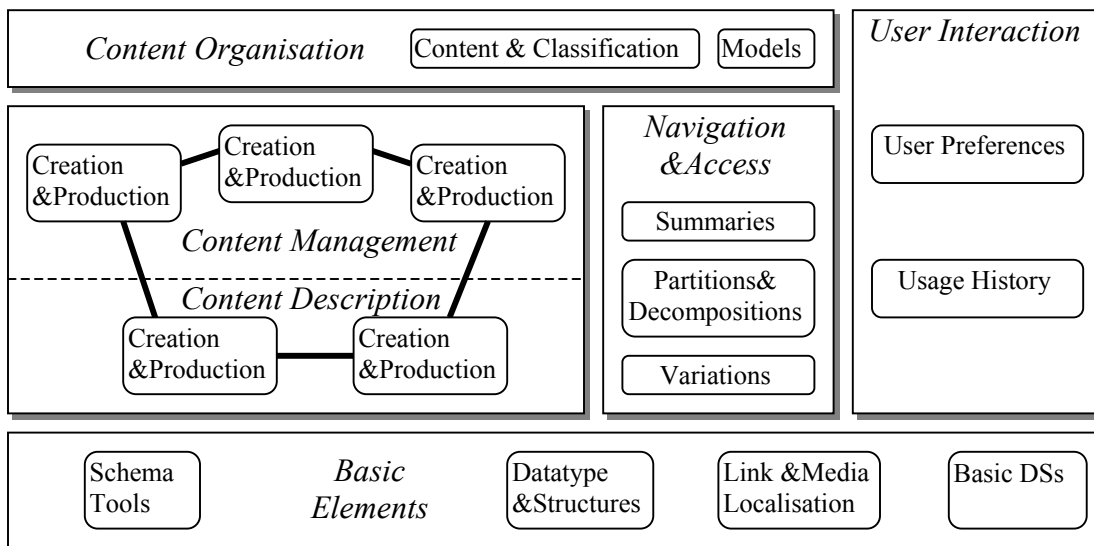 Content Organisation
Content & Classification
Models
User Interaction
User Preferences
Usage History
Creation
&Production
Creation
&Production
Creation
&Production
Content Management
Content Description
Creation
&Production
Creation
&Production
Navigation
&Access
Summaries
Partitions&
Decompositions
Variations
Schema
Tools
Basic
Elements
Datatype
&Structures
Link &Media
Localisation
Basic DSs